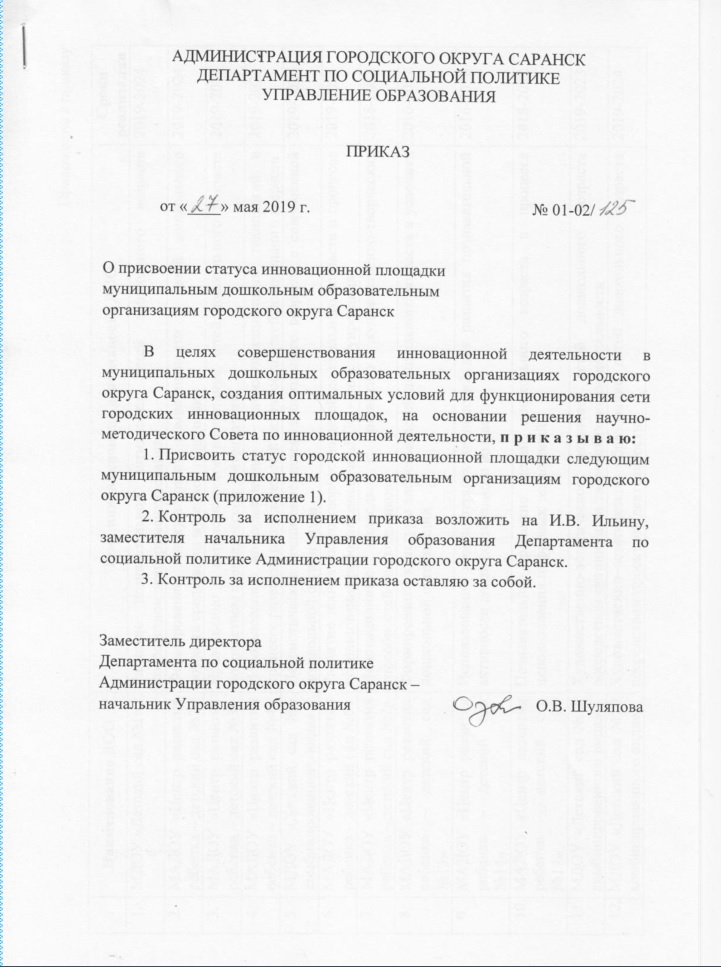 АДМИНИСТРАЦИЯ ГОРОДСКОГО ОКРУГА САРАНСК
ДЕПАРТАМЕНТ ПО СОЦИАЛЬНОЙ ПОЛИТИКЕ
УПРАВЛЕНИЕ ОБРАЗОВАНИЯ
ПРИКАЗ
от «27» мая 2019 г. № 01-02/125
О присвоении статуса инновационной площадки
муниципальным дошкольным образовательным
организациям городского округа Саранск
В целях совершенствования инновационной деятельности в
муниципальных дошкольных образовательных организациях городского
округа Саранск, создания оптимальных условий для функционирования сети
городских инновационных площадок, на основании решения научно-
методического Совета по инновационной деятельности, п р и к а з ы в а ю:
1. Присвоить статус городской инновационной площадки следующим
муниципальным дошкольным образовательным организациям городского
округа Саранск (приложение 1).
2. Контроль за исполнением приказа возложить на И.В. Ильину,
заместителя начальника Управления образования Департамента по
социальной политике Администрации городского округа Саранск.
3. Контроль за исполнением приказа оставляю за собой.
Заместитель директора
Департамента по социальной политике
Администрации городского округа Саранск –
начальник Управления образования О.В. Шуляпова